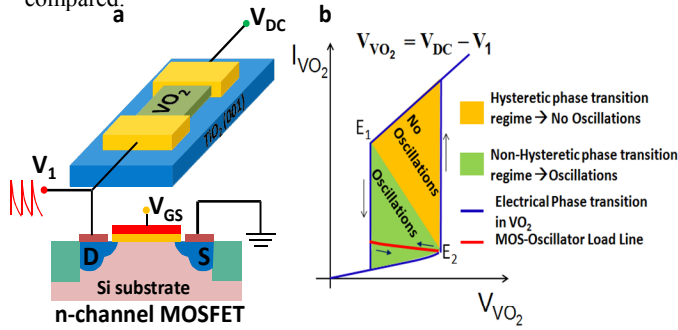 compared.
a
V_DC
VO₂
TiO₂ (001)
V₁
V_GS
D
S
Si substrate
n-channel MOSFET
b
V_VO₂ = V_DC − V₁
I_VO₂
E₁
No Oscillations
Oscillations
E₂
V_VO₂
Hysteretic phase transition
regime → No Oscillations
Non-Hysteretic phase transition
regime →Oscillations
Electrical Phase transition
in VO₂
MOS-Oscillator Load Line